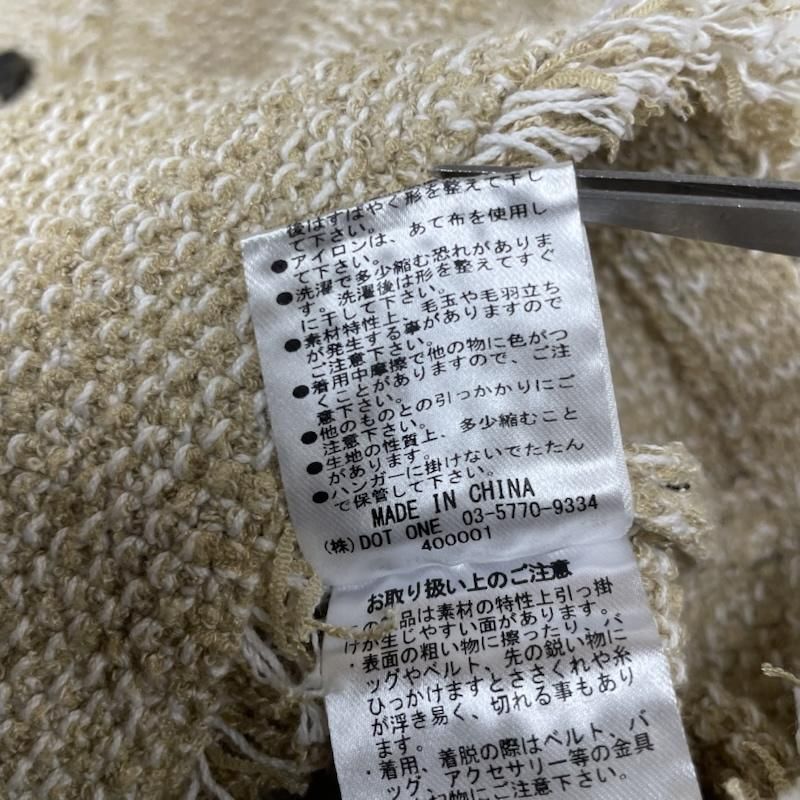 後はすばやく形を整えて干し
て下さい。
●アイロンは、あて布を使用し
て下さい。
●洗濯で多少縮む恐れがありま
す。洗濯後は形を整えてすぐ
に干して下さい。
●素材特性上、毛玉や毛羽立ち
が発生する事がありますので
ご注意下さい。
●着用中摩擦で他の物に色がつ
くことがありますので、ご注
意下さい。
●他のものとの引っかかりにご
注意下さい。
●生地の性質上、多少縮むこと
があります。
●ハンガーに掛けないでたたん
で保管して下さい。
MADE IN CHINA
(株)DOT ONE 03-5770-9334
400001
お取り扱い上のご注意
品は素材の特性上引っ掛
けが生じやすい面があります。
・表面の粗い物に擦ったり、バ
ッグやベルト、先の鋭い物に
ひっかけますとささくれや糸
が浮き易く、切れる事もあり
ます。
・着用、着脱の際はベルト、バ
ッグ、アクセサリー等の金具
物にご注意下さい。